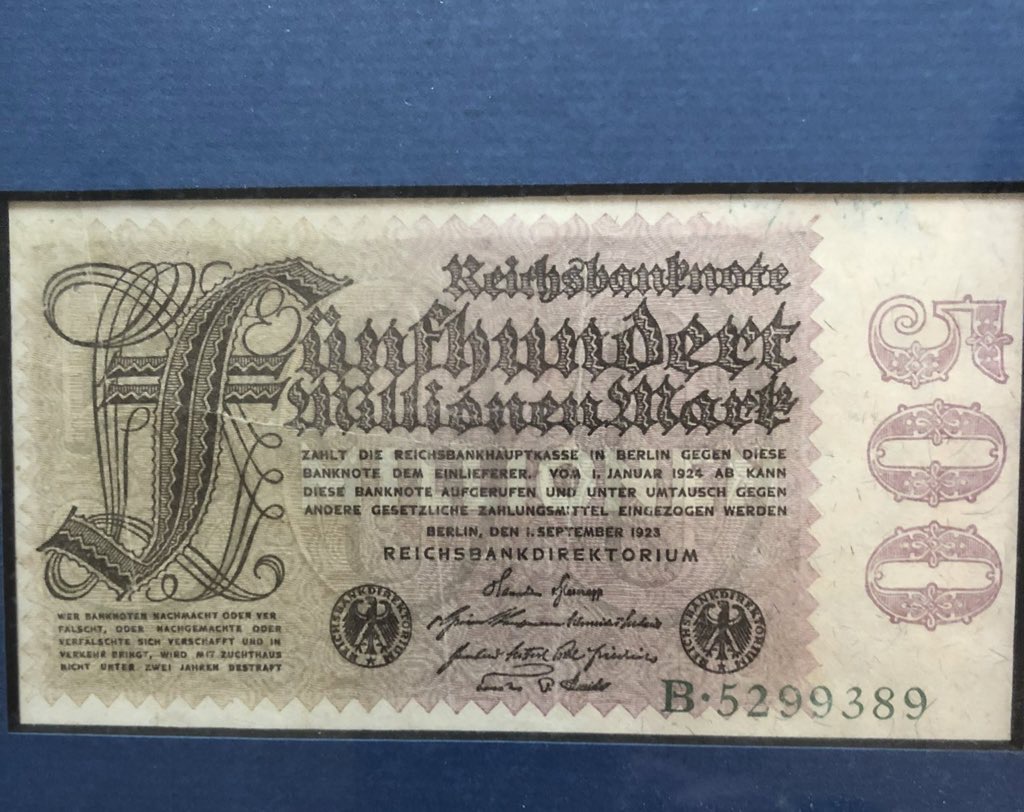 Reichsbanknote
Fünfhundert
Millionen Mark
ZAHLT DIE REICHSBANKHAUPTKASSE IN BERLIN GEGEN DIESE
BANKNOTE DEM EINLIEFERER. VOM 1. JANUAR 1924 AB KANN
DIESE BANKNOTE AUFGERUFEN UND UNTER UMTAUSCH GEGEN
ANDERE GESETZLICHE ZAHLUNGSMITTEL EINGEZOGEN WERDEN
BERLIN, DEN 1. SEPTEMBER 1923
REICHSBANKDIREKTORIUM
WER BANKNOTEN NACHMACHT ODER VER
FÄLSCHT, ODER NACHGEMACHTE ODER
VERFÄLSCHTE SICH VERSCHAFFT UND IN
VERKEHR BRINGT, WIRD MIT ZUCHTHAUS
NICHT UNTER ZWEI JAHREN BESTRAFT
REICHSBANKDIREKTORIUM
REICHSBANKDIREKTORIUM
B·5299389
500